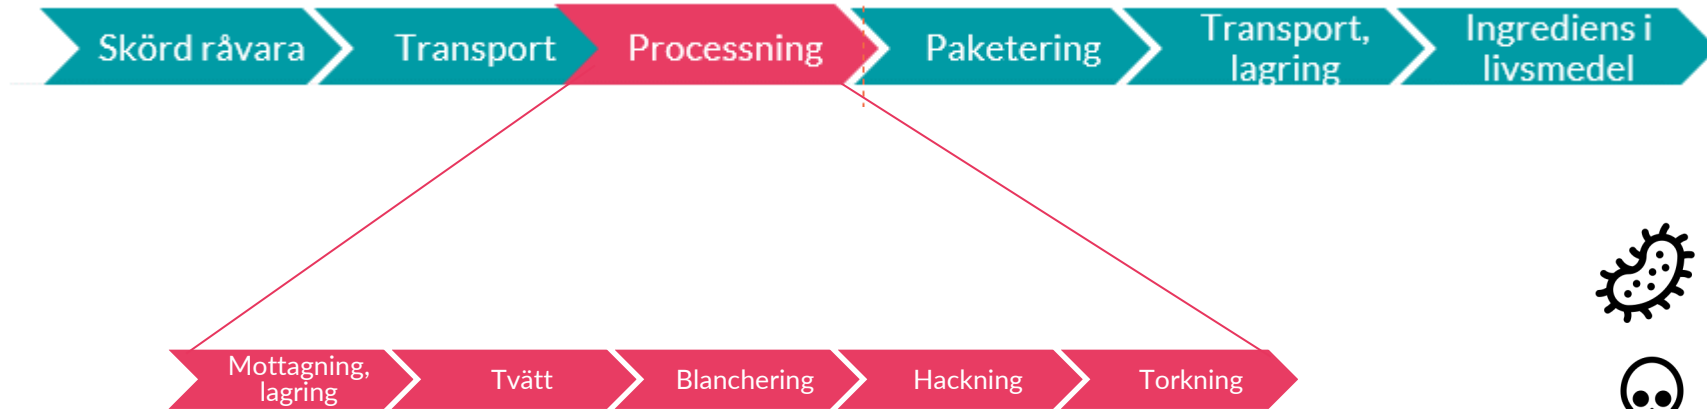 Skörd råvara
Transport
Processning
Paketering
Transport,
lagring
Ingrediens i
livsmedel
Mottagning,
lagring
Tvätt
Blanchering
Hackning
Torkning